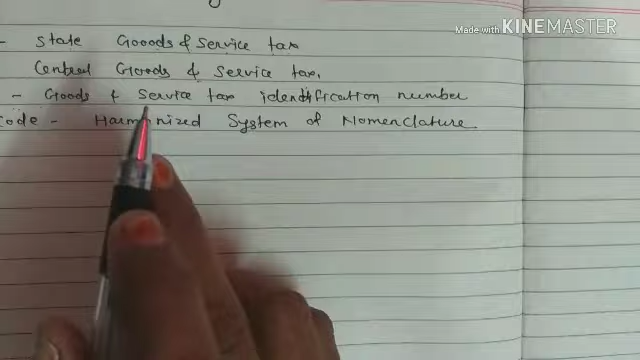 Made with KINEMASTER
- State Gooods & Service tax
Central Goods & Service tax.
- Goods & Service tax identification number
Code - Harmonized System of Nomenclature